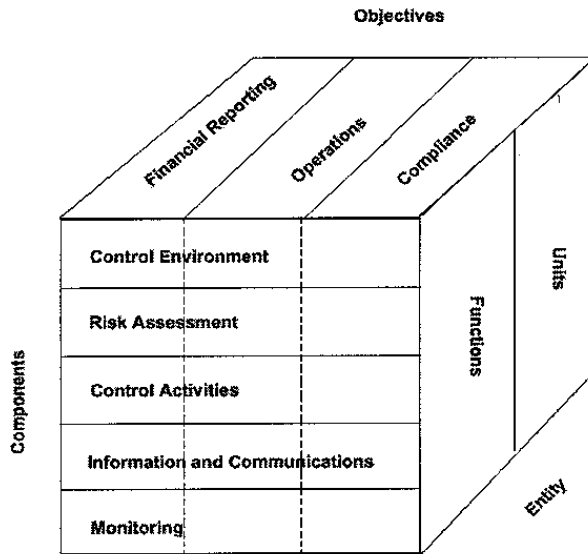 Objectives
Financial Reporting
Operations
Compliance
Control Environment
Risk Assessment
Control Activities
Information and Communications
Monitoring
Components
Functions
Units
Entity